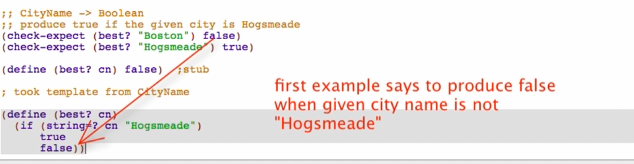 ;; CityName -> Boolean
;; produce true if the given city is Hogsmeade
(check-expect (best? "Boston") false)
(check-expect (best? "Hogsmeade") true)
(define (best? cn) false)  ;stub
; took template from CityName
(define (best? cn)
(if (string=? cn "Hogsmeade")
true
false))
first example says to produce false
when given city name is not
"Hogsmeade"